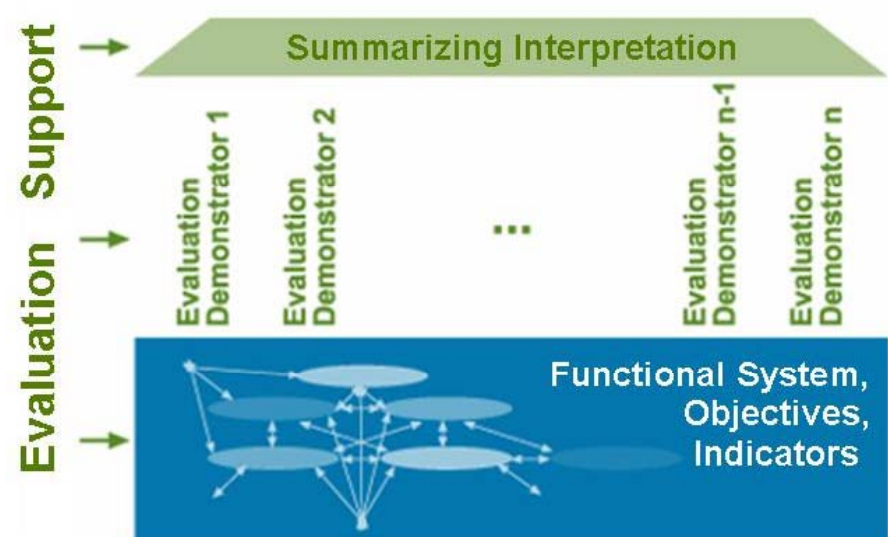 Evaluation Support
Summarizing Interpretation
Evaluation
Demonstrator 1
Evaluation
Demonstrator 2
...
Evaluation
Demonstrator n-1
Evaluation
Demonstrator n
Functional System,
Objectives,
Indicators